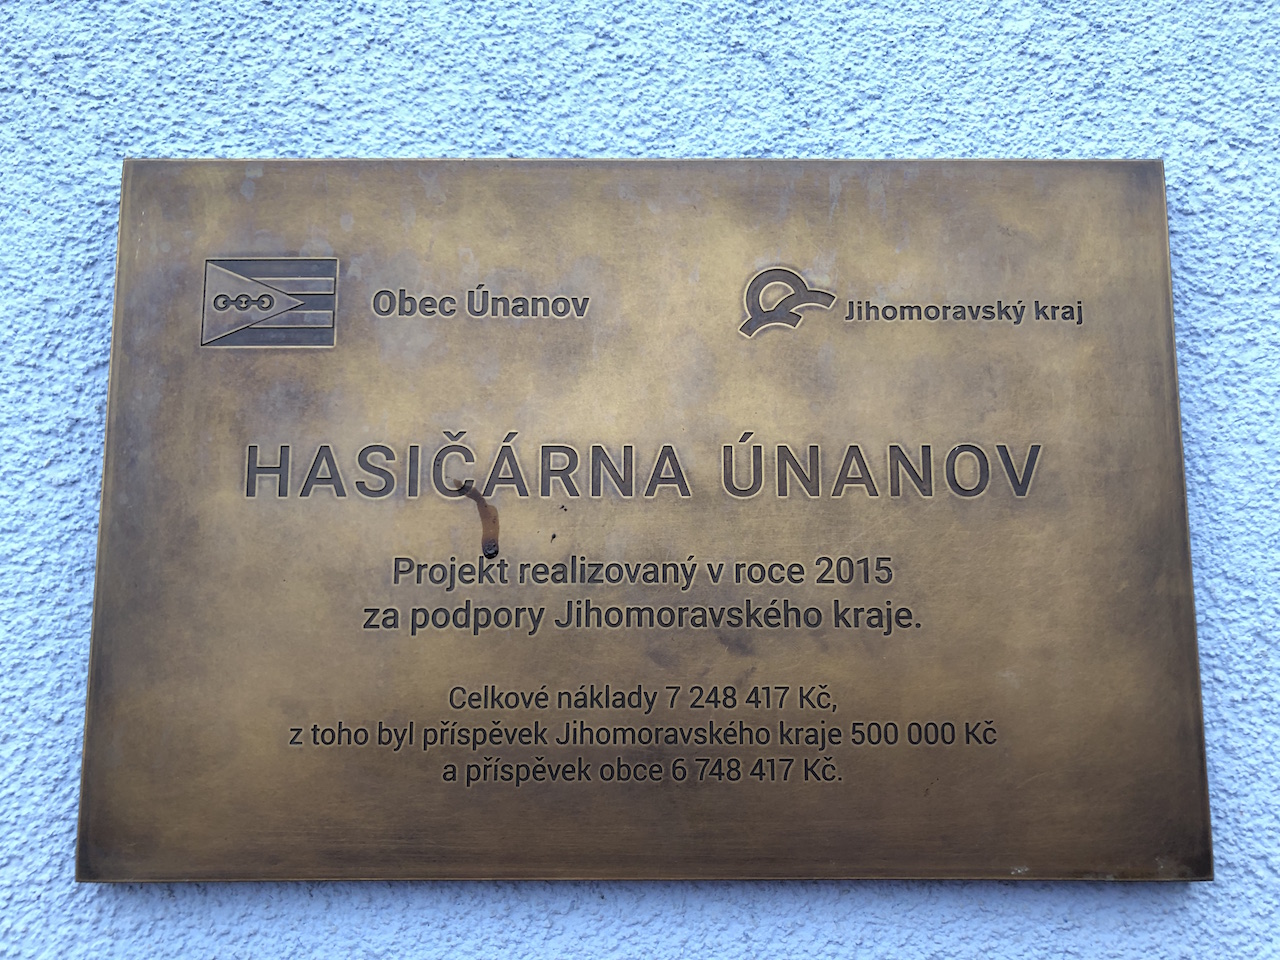 Obec Únanov
Jihomoravský kraj
HASIČÁRNA ÚNANOV
Projekt realizovaný v roce 2015
za podpory Jihomoravského kraje.
Celkové náklady 7 248 417 Kč,
z toho byl příspěvek Jihomoravského kraje 500 000 Kč
a příspěvek obce 6 748 417 Kč.